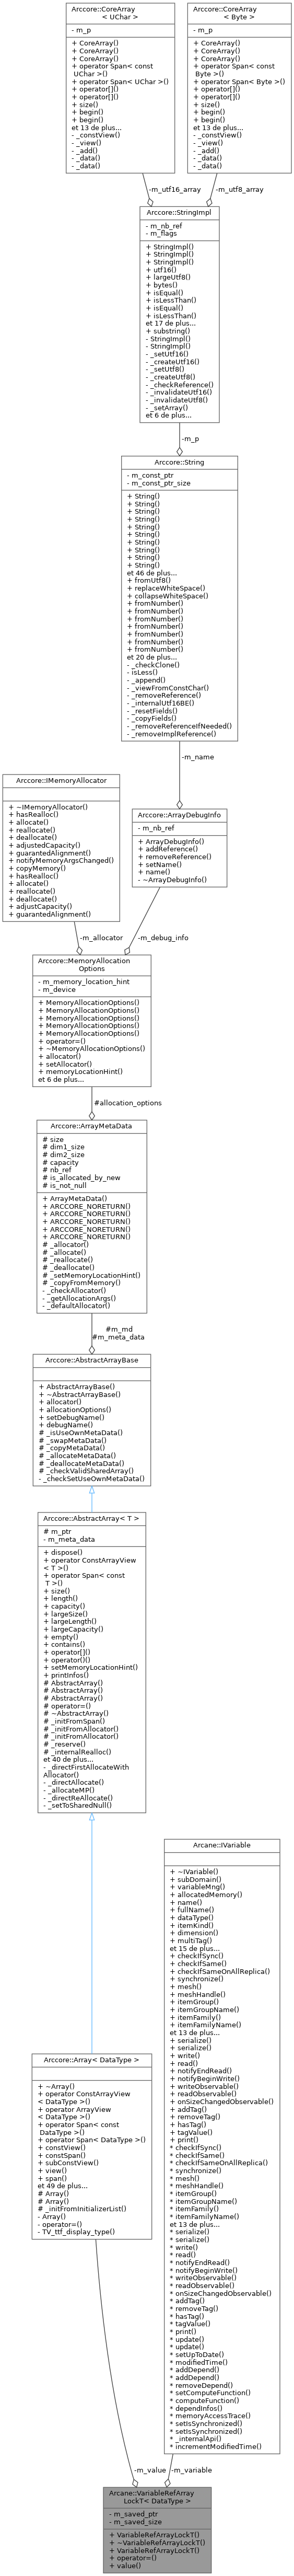 Arccore::CoreArray
< UChar >
- m_p
+ CoreArray()
+ CoreArray()
+ CoreArray()
+ operator Span< const
UChar >()
+ operator Span< UChar >()
+ operator[]()
+ operator[]()
+ size()
+ begin()
+ begin()
et 13 de plus...
- _constView()
- _view()
- _add()
- _data()
- _data()
Arccore::CoreArray
< Byte >
- m_p
+ CoreArray()
+ CoreArray()
+ CoreArray()
+ operator Span< const
Byte >()
+ operator Span< Byte >()
+ operator[]()
+ operator[]()
+ size()
+ begin()
+ begin()
et 13 de plus...
- _constView()
- _view()
- _add()
- _data()
- _data()
-m_utf16_array
-m_utf8_array
Arccore::StringImpl
- m_nb_ref
- m_flags
+ StringImpl()
+ StringImpl()
+ StringImpl()
+ utf16()
+ largeUtf8()
+ bytes()
+ isEqual()
+ isLessThan()
+ isEqual()
+ isLessThan()
et 17 de plus...
+ substring()
- StringImpl()
- StringImpl()
- _setUtf16()
- _createUtf16()
- _setUtf8()
- _createUtf8()
- _checkReference()
- _invalidateUtf16()
- _invalidateUtf8()
- _setArray()
et 6 de plus...
-m_p
Arccore::String
- m_const_ptr
- m_const_ptr_size
+ String()
+ String()
+ String()
+ String()
+ String()
+ String()
+ String()
+ String()
+ String()
+ String()
et 46 de plus...
+ fromUtf8()
+ replaceWhiteSpace()
+ collapseWhiteSpace()
+ fromNumber()
+ fromNumber()
+ fromNumber()
+ fromNumber()
+ fromNumber()
+ fromNumber()
+ fromNumber()
et 20 de plus...
- _checkClone()
- isLess()
- _append()
- _viewFromConstChar()
- _removeReference()
- _internalUtf16BE()
- _resetFields()
- _copyFields()
- _removeReferenceIfNeeded()
- _removeImplReference()
-m_name
Arccore::IMemoryAllocator
+ ~IMemoryAllocator()
+ hasRealloc()
+ allocate()
+ reallocate()
+ deallocate()
+ adjustedCapacity()
+ guarantedAlignment()
+ notifyMemoryArgsChanged()
+ copyMemory()
+ hasRealloc()
+ allocate()
+ reallocate()
+ deallocate()
+ adjustCapacity()
+ guarantedAlignment()
Arccore::ArrayDebugInfo
- m_nb_ref
+ ArrayDebugInfo()
+ addReference()
+ removeReference()
+ setName()
+ name()
- ~ArrayDebugInfo()
-m_allocator
-m_debug_info
Arccore::MemoryAllocation
Options
- m_memory_location_hint
- m_device
+ MemoryAllocationOptions()
+ MemoryAllocationOptions()
+ MemoryAllocationOptions()
+ MemoryAllocationOptions()
+ MemoryAllocationOptions()
+ operator=()
+ ~MemoryAllocationOptions()
+ allocator()
+ setAllocator()
+ memoryLocationHint()
et 6 de plus...
#allocation_options
Arccore::ArrayMetaData
# size
# dim1_size
# dim2_size
# capacity
# nb_ref
# is_allocated_by_new
# is_not_null
+ ArrayMetaData()
+ ARCCORE_NORETURN()
+ ARCCORE_NORETURN()
+ ARCCORE_NORETURN()
+ ARCCORE_NORETURN()
+ ARCCORE_NORETURN()
# _allocator()
# _allocate()
# _reallocate()
# _deallocate()
# _setMemoryLocationHint()
# _copyFromMemory()
- _checkAllocator()
- _getAllocationArgs()
- _defaultAllocator()
#m_md
#m_meta_data
Arccore::AbstractArrayBase
+ AbstractArrayBase()
+ ~AbstractArrayBase()
+ allocator()
+ allocationOptions()
+ setDebugName()
+ debugName()
# _isUseOwnMetaData()
# _swapMetaData()
# _copyMetaData()
# _allocateMetaData()
# _deallocateMetaData()
# _checkValidSharedArray()
- _checkSetUseOwnMetaData()
Arccore::AbstractArray< T >
# m_ptr
- m_meta_data
+ dispose()
+ operator ConstArrayView
< T >()
+ operator Span< const
T >()
+ size()
+ length()
+ capacity()
+ largeSize()
+ largeLength()
+ largeCapacity()
+ empty()
+ contains()
+ operator[]()
+ operator()()
+ setMemoryLocationHint()
+ printInfos()
# AbstractArray()
# AbstractArray()
# AbstractArray()
# operator=()
# ~AbstractArray()
# _initFromSpan()
# _initFromAllocator()
# _initFromAllocator()
# _reserve()
# _internalRealloc()
et 40 de plus...
- _directFirstAllocateWith
Allocator()
- _directAllocate()
- _allocateMP()
- _directReAllocate()
- _setToSharedNull()
Arcane::IVariable
+ ~IVariable()
+ subDomain()
+ variableMng()
+ allocatedMemory()
+ name()
+ fullName()
+ dataType()
+ itemKind()
+ dimension()
+ multiTag()
et 15 de plus...
+ checkIfSync()
+ checkIfSame()
+ checkIfSameOnAllReplica()
+ synchronize()
+ mesh()
+ meshHandle()
+ itemGroup()
+ itemGroupName()
+ itemFamily()
+ itemFamilyName()
et 13 de plus...
+ serialize()
+ serialize()
+ write()
+ read()
+ notifyEndRead()
+ notifyBeginWrite()
+ writeObservable()
+ readObservable()
+ onSizeChangedObservable()
+ addTag()
+ removeTag()
+ hasTag()
+ tagValue()
+ print()
* checkIfSync()
* checkIfSame()
* checkIfSameOnAllReplica()
* synchronize()
* mesh()
* meshHandle()
* itemGroup()
* itemGroupName()
* itemFamily()
* itemFamilyName()
et 13 de plus...
* serialize()
* serialize()
* write()
* read()
* notifyEndRead()
* notifyBeginWrite()
* writeObservable()
* readObservable()
* onSizeChangedObservable()
* addTag()
* removeTag()
* hasTag()
* tagValue()
* print()
* update()
* update()
* setUpToDate()
* modifiedTime()
* addDepend()
* addDepend()
* removeDepend()
* setComputeFunction()
* computeFunction()
* dependInfos()
* memoryAccessTrace()
* setIsSynchronized()
* setIsSynchronized()
* _internalApi()
* incrementModifiedTime()
Arccore::Array< DataType >
+ ~Array()
+ operator ConstArrayView
< DataType >()
+ operator ArrayView
< DataType >()
+ operator Span< const
DataType >()
+ operator Span< DataType >()
+ constView()
+ constSpan()
+ subConstView()
+ view()
+ span()
et 49 de plus...
# Array()
# Array()
# _initFromInitializerList()
- Array()
- operator=()
- TV_ttf_display_type()
-m_value
-m_variable
Arcane::VariableRefArray
LockT< DataType >
- m_saved_ptr
- m_saved_size
+ VariableRefArrayLockT()
+ ~VariableRefArrayLockT()
+ VariableRefArrayLockT()
+ operator=()
+ value()